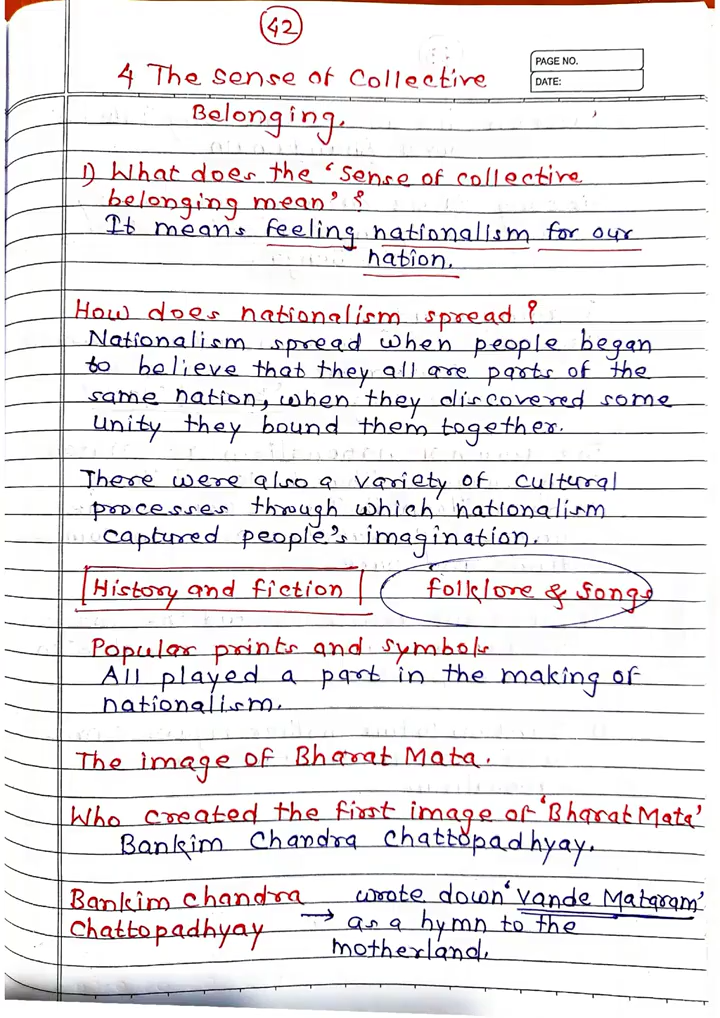 42
PAGE NO.
DATE:
4 The Sense of Collective
Belonging.
1) What does the 'Sense of collective
belonging mean' ?
It means feeling nationalism for our
nation.
How does nationalism spread ?
Nationalism spread when people began
to believe that they all are parts of the
same nation, when they discovered some
unity they bound them together.
There were also a variety of cultural
processes through which nationalism
captured people's imagination.
History and fiction folklore & Songs
Popular prints and symbols
All played a part in the making of
nationalism.
The image of Bharat Mata.
Who created the first image of 'Bharat Mata'
Bankim Chandra Chattopadhyay.
Bankim chandra wrote down 'Vande Mataram'
Chattopadhyay → as a hymn to the
motherland.